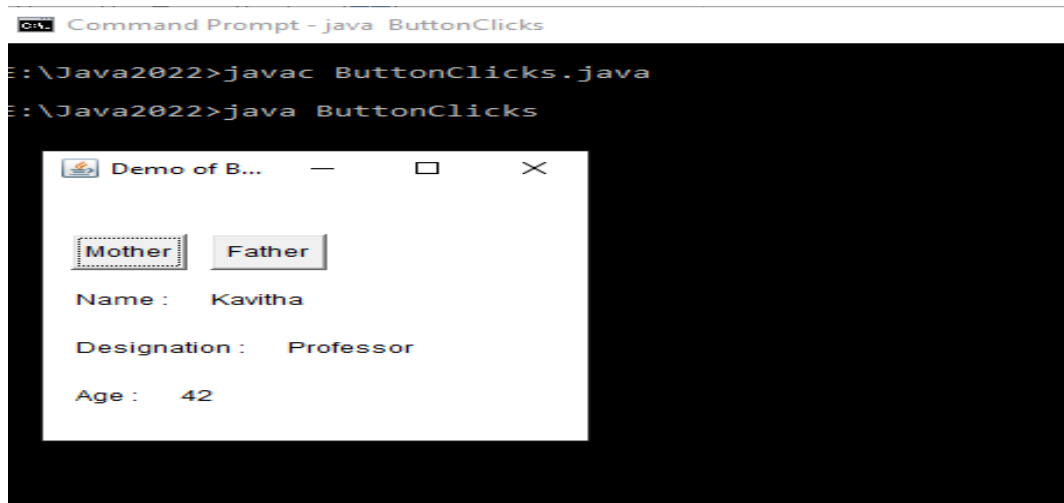 Command Prompt - java ButtonClicks
E:\Java2022>javac ButtonClicks.java
E:\Java2022>java ButtonClicks
Demo of B...
Mother Father
Name : Kavitha
Designation : Professor
Age : 42